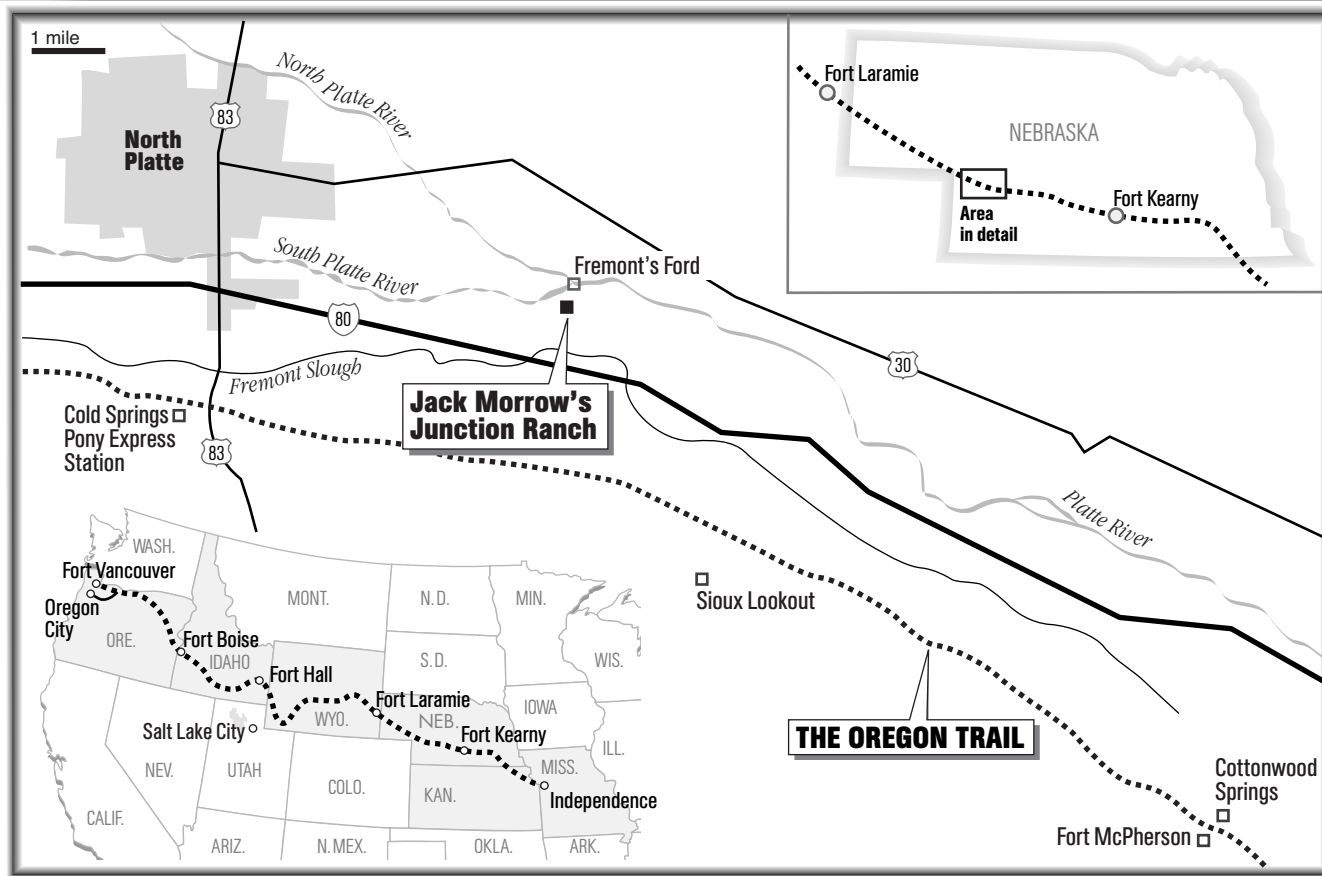 1 mile
North Platte River
83
North
Platte
South Platte River
Fremont's Ford
80
30
Fremont Slough
Jack Morrow's
Junction Ranch
Cold Springs
Pony Express
Station
83
Platte River
Sioux Lookout
THE OREGON TRAIL
Cottonwood
Springs
Fort McPherson
Fort Laramie
NEBRASKA
Fort Kearny
Area
in detail
WASH.
Fort Vancouver
Oregon
City
ORE.
MONT.
N.D.
MIN.
Fort Boise
IDAHO
Fort Hall
S.D.
WIS.
Fort Laramie
WYO.
NEB.
IOWA
Salt Lake City
Fort Kearny
ILL.
NEV.
UTAH
COLO.
KAN.
MISS.
Independence
CALIF.
ARIZ.
N.MEX.
OKLA.
ARK.